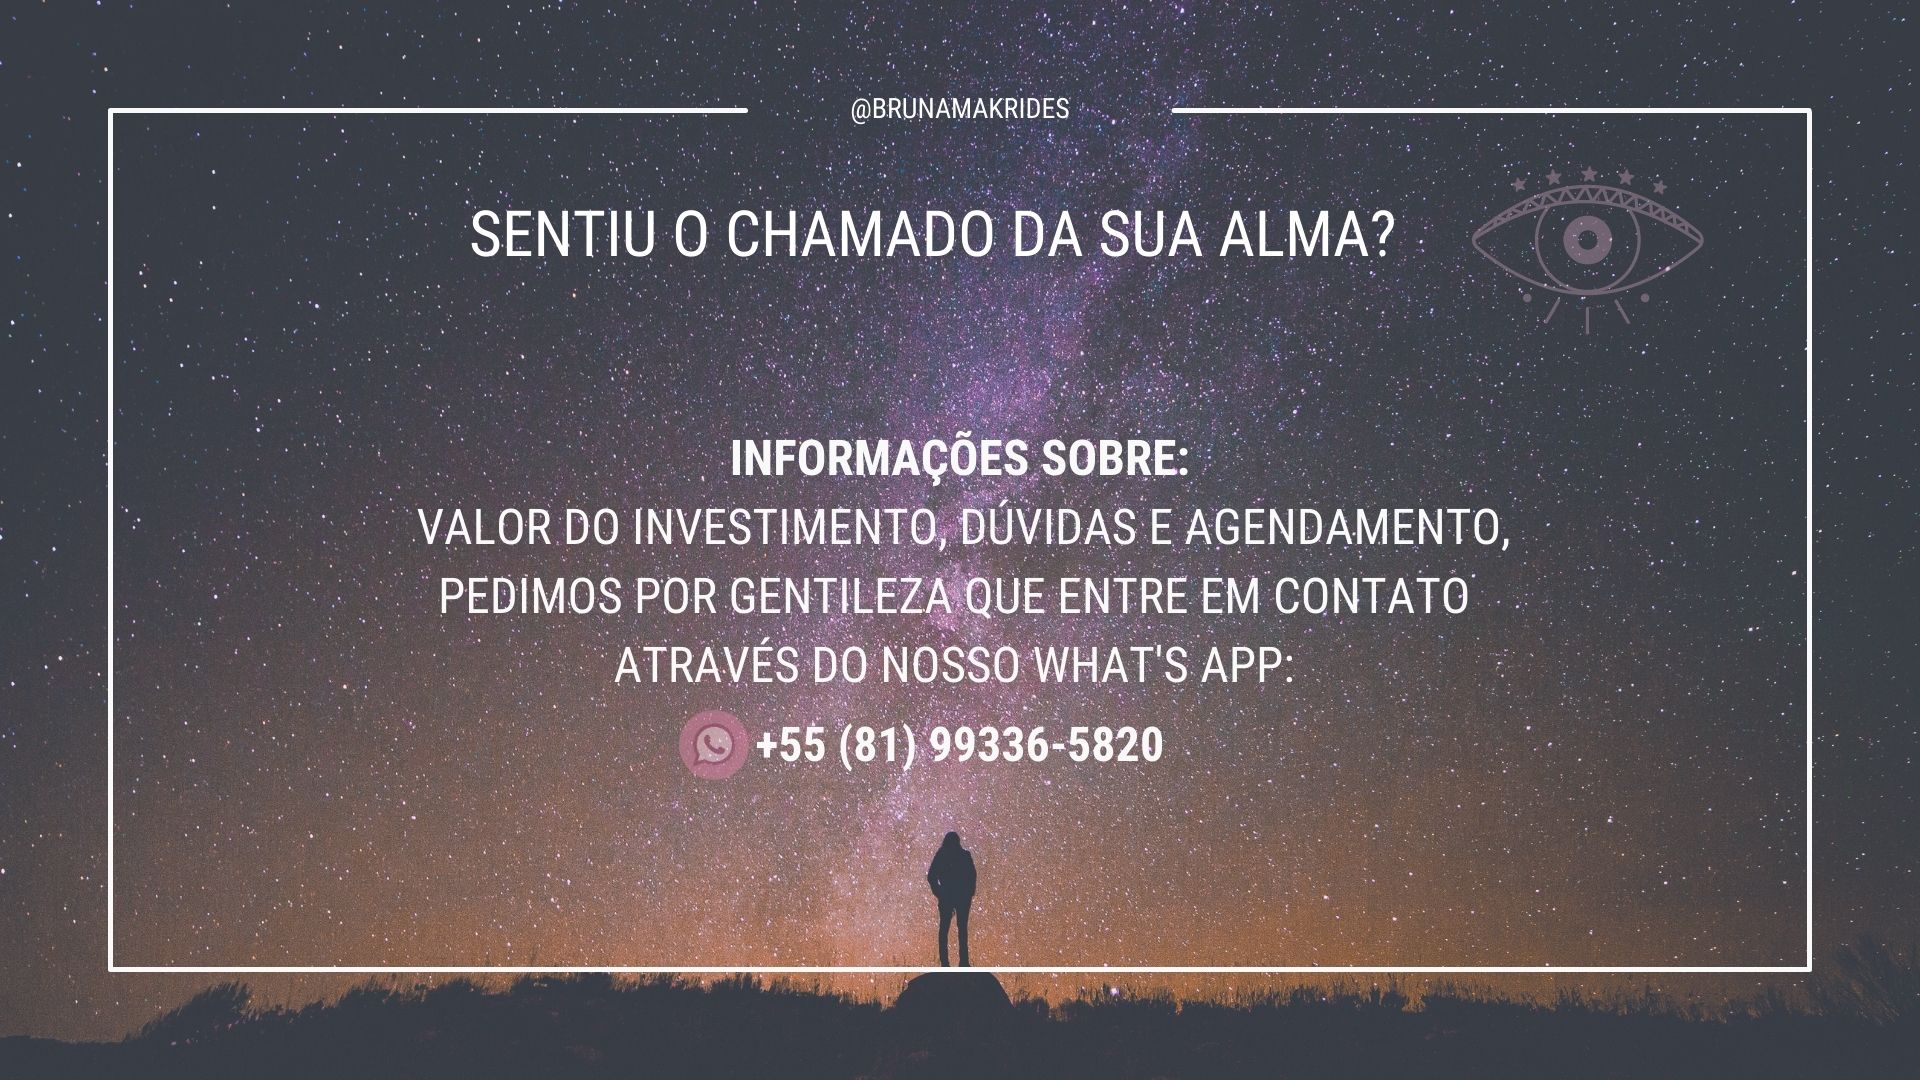 @BRUNAMAKRIDES
SENTIU O CHAMADO DA SUA ALMA?
INFORMAÇÕES SOBRE:
VALOR DO INVESTIMENTO, DÚVIDAS E AGENDAMENTO,
PEDIMOS POR GENTILEZA QUE ENTRE EM CONTATO
ATRAVÉS DO NOSSO WHAT'S APP:
+55 (81) 99336-5820